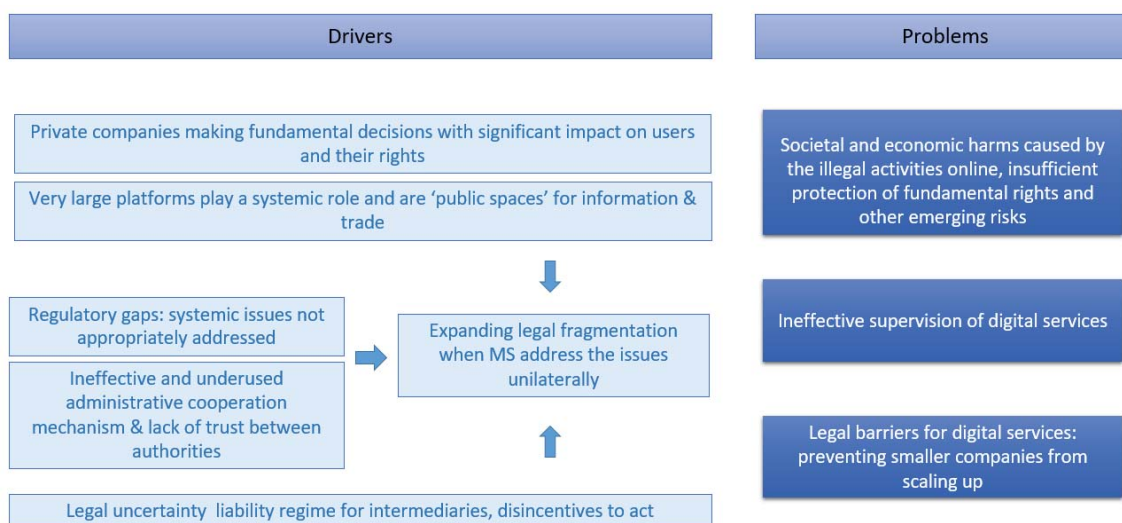 Drivers
Problems
Private companies making fundamental decisions with significant impact on users
and their rights
Very large platforms play a systemic role and are ‘public spaces’ for information &
trade
Regulatory gaps: systemic issues not
appropriately addressed
Ineffective and underused
administrative cooperation
mechanism & lack of trust between
authorities
Expanding legal fragmentation
when MS address the issues
unilaterally
Legal uncertainty liability regime for intermediaries, disincentives to act
Societal and economic harms caused by
the illegal activities online, insufficient
protection of fundamental rights and
other emerging risks
Ineffective supervision of digital services
Legal barriers for digital services:
preventing smaller companies from
scaling up